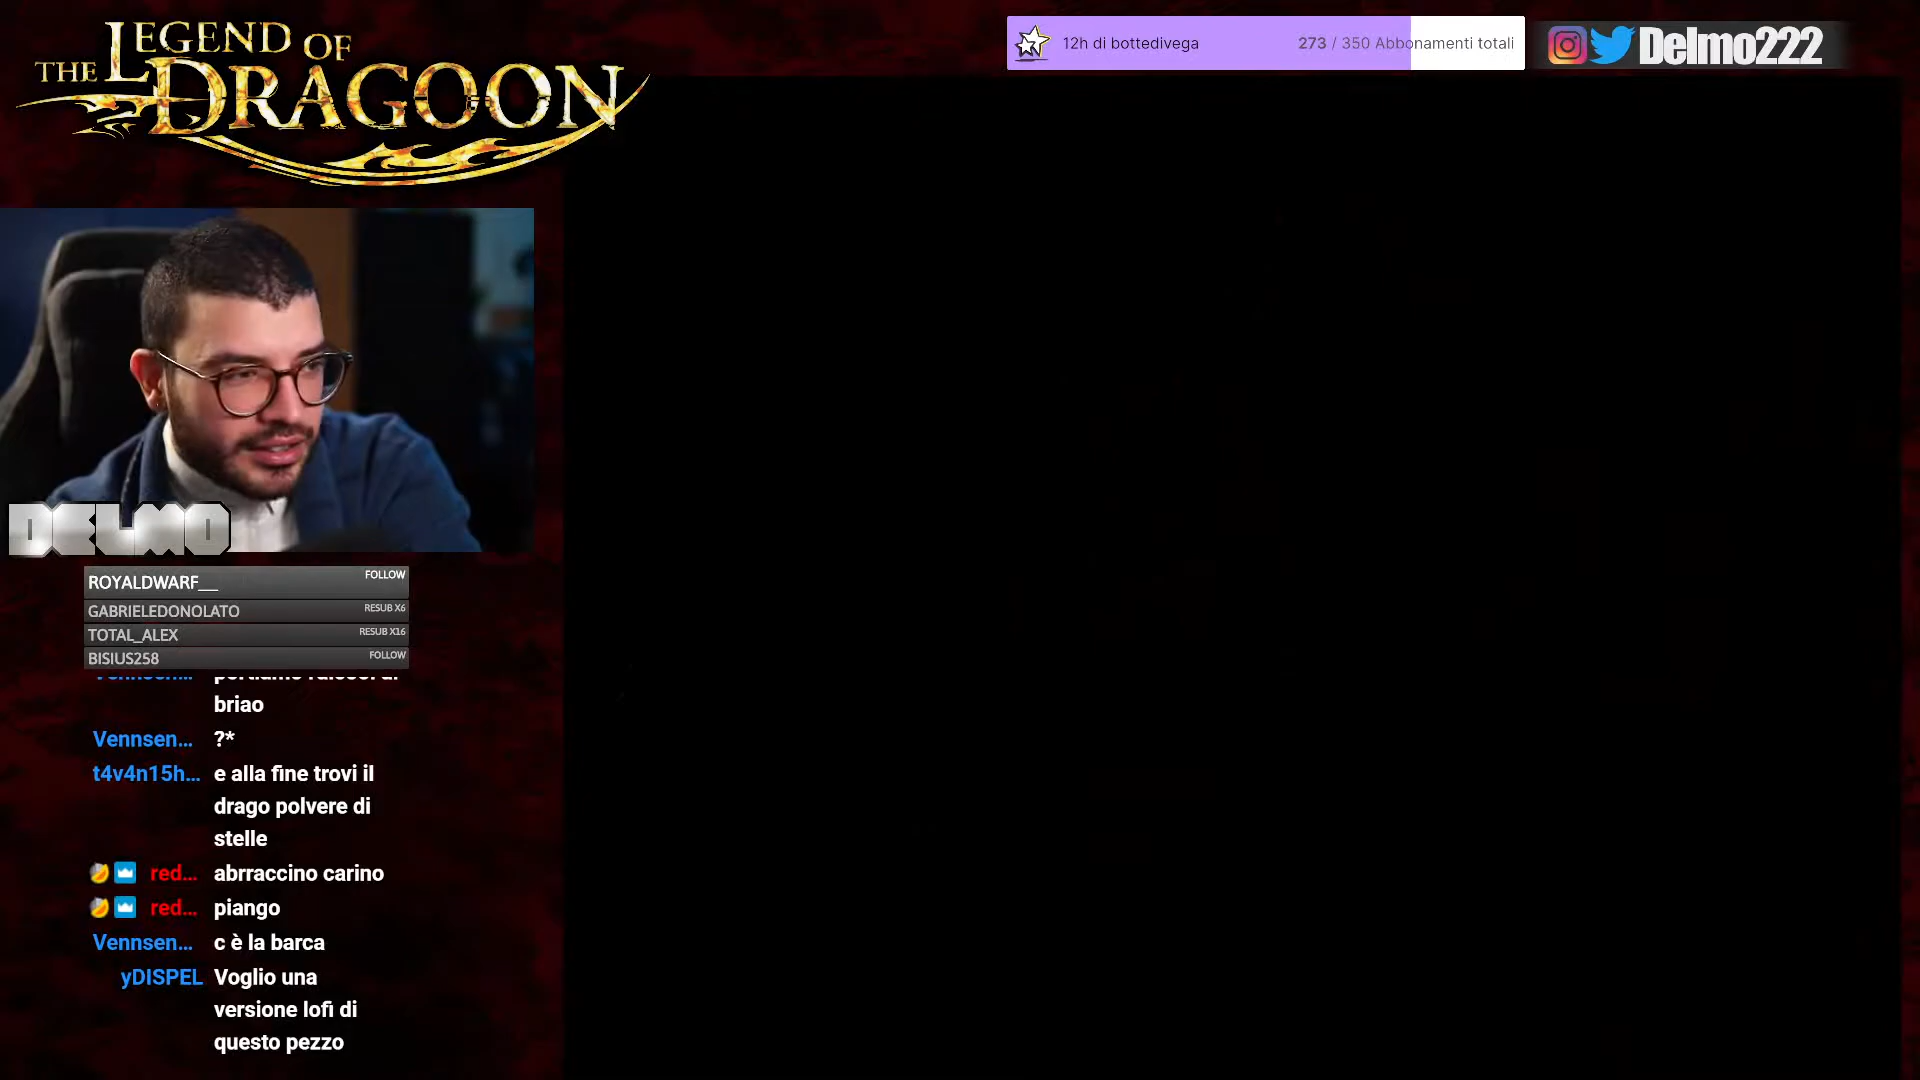 THE LEGEND OF
DRAGOON
12h di bottedivega
273 / 350 Abbonamenti totali
Delmo222
DELMO
ROYALDWARF__ FOLLOW
GABRIELEDONOLATO RESUB X6
TOTAL_ALEX RESUB X16
BISIUS258 FOLLOW
briao
Vennsen... ?*
t4v4n15h... e alla fine trovi il
drago polvere di
stelle
red... abrraccino carino
red... piango
Vennsen... c è la barca
yDISPEL Voglio una
versione lofi di
questo pezzo